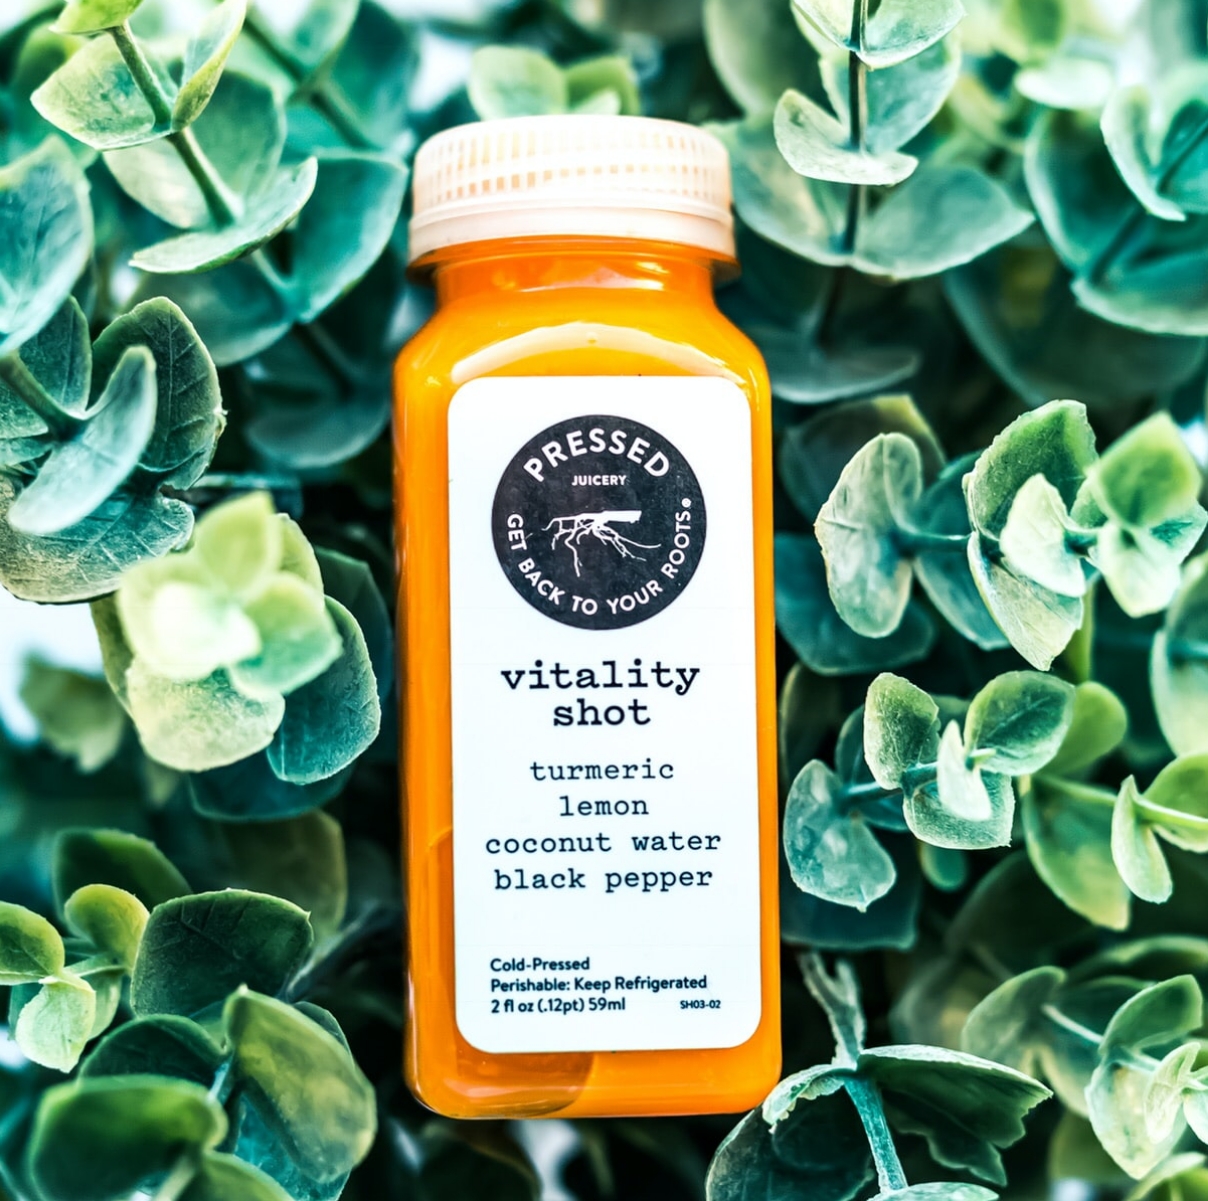 PRESSED
JUICERY
GET BACK TO YOUR ROOTS®
vitality
shot
turmeric
lemon
coconut water
black pepper
Cold-Pressed
Perishable: Keep Refrigerated
2 fl oz (.12pt) 59ml SH03-02